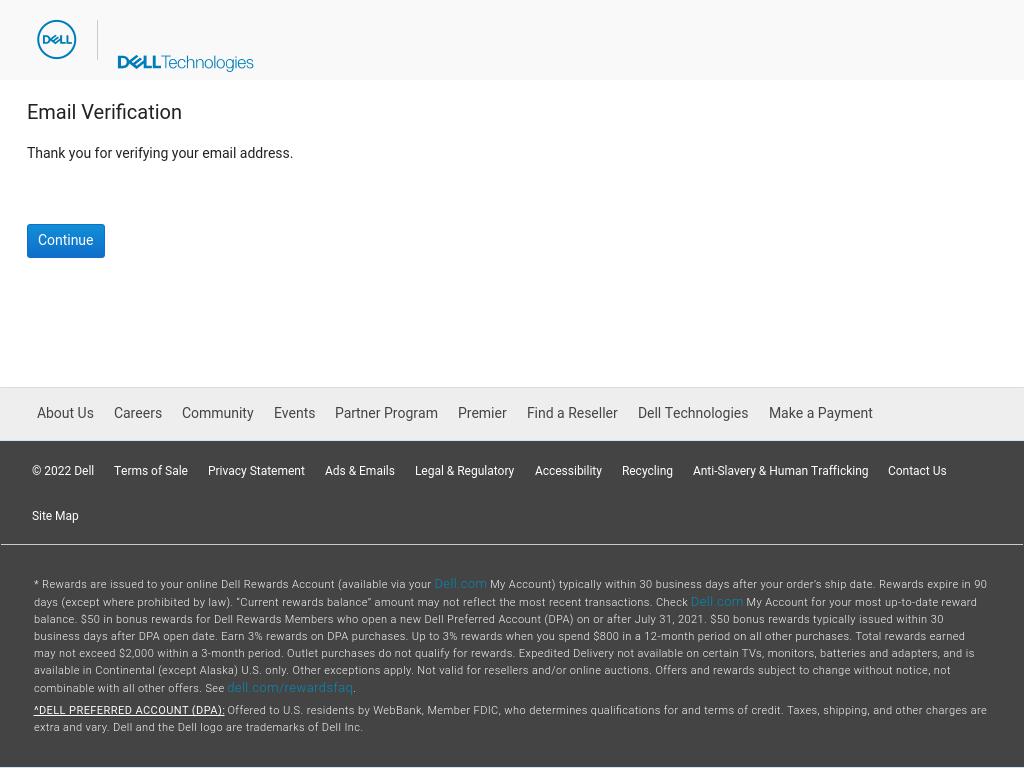 DELL
DELLTechnologies
Email Verification
Thank you for verifying your email address.
Continue
About Us Careers Community Events Partner Program Premier Find a Reseller Dell Technologies Make a Payment
© 2022 Dell Terms of Sale Privacy Statement Ads & Emails Legal & Regulatory Accessibility Recycling Anti-Slavery & Human Trafficking Contact Us
Site Map
* Rewards are issued to your online Dell Rewards Account (available via your Dell.com My Account) typically within 30 business days after your order's ship date. Rewards expire in 90
days (except where prohibited by law). "Current rewards balance" amount may not reflect the most recent transactions. Check Dell.com My Account for your most up-to-date reward
balance. $50 in bonus rewards for Dell Rewards Members who open a new Dell Preferred Account (DPA) on or after July 31, 2021. $50 bonus rewards typically issued within 30
business days after DPA open date. Earn 3% rewards on DPA purchases. Up to 3% rewards when you spend $800 in a 12-month period on all other purchases. Total rewards earned
may not exceed $2,000 within a 3-month period. Outlet purchases do not qualify for rewards. Expedited Delivery not available on certain TVs, monitors, batteries and adapters, and is
available in Continental (except Alaska) U.S. only. Other exceptions apply. Not valid for resellers and/or online auctions. Offers and rewards subject to change without notice, not
combinable with all other offers. See dell.com/rewardsfaq.
^DELL PREFERRED ACCOUNT (DPA): Offered to U.S. residents by WebBank, Member FDIC, who determines qualifications for and terms of credit. Taxes, shipping, and other charges are
extra and vary. Dell and the Dell logo are trademarks of Dell Inc.